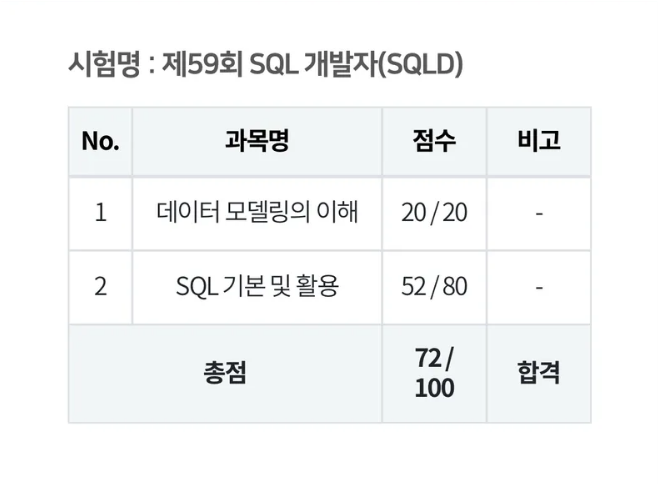 시험명 : 제59회 SQL 개발자(SQLD)
No. 과목명 점수 비고
1 데이터 모델링의 이해 20 / 20 -
2 SQL 기본 및 활용 52 / 80 -
총점 72 / 100 합격